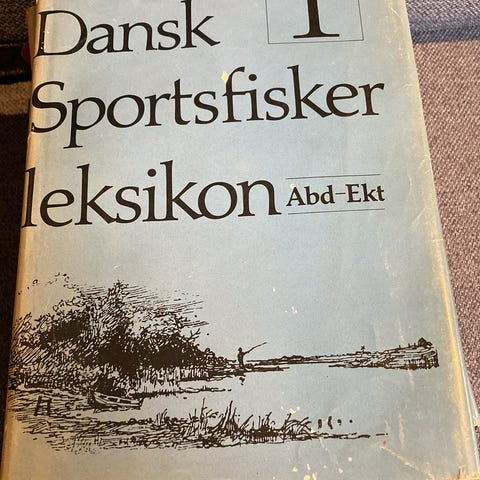 Dansk 1
Sportsfisker
leksikon Abd-Ekt